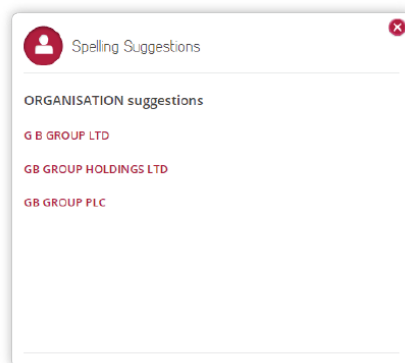 Spelling Suggestions
ORGANISATION suggestions
G B GROUP LTD
GB GROUP HOLDINGS LTD
GB GROUP PLC